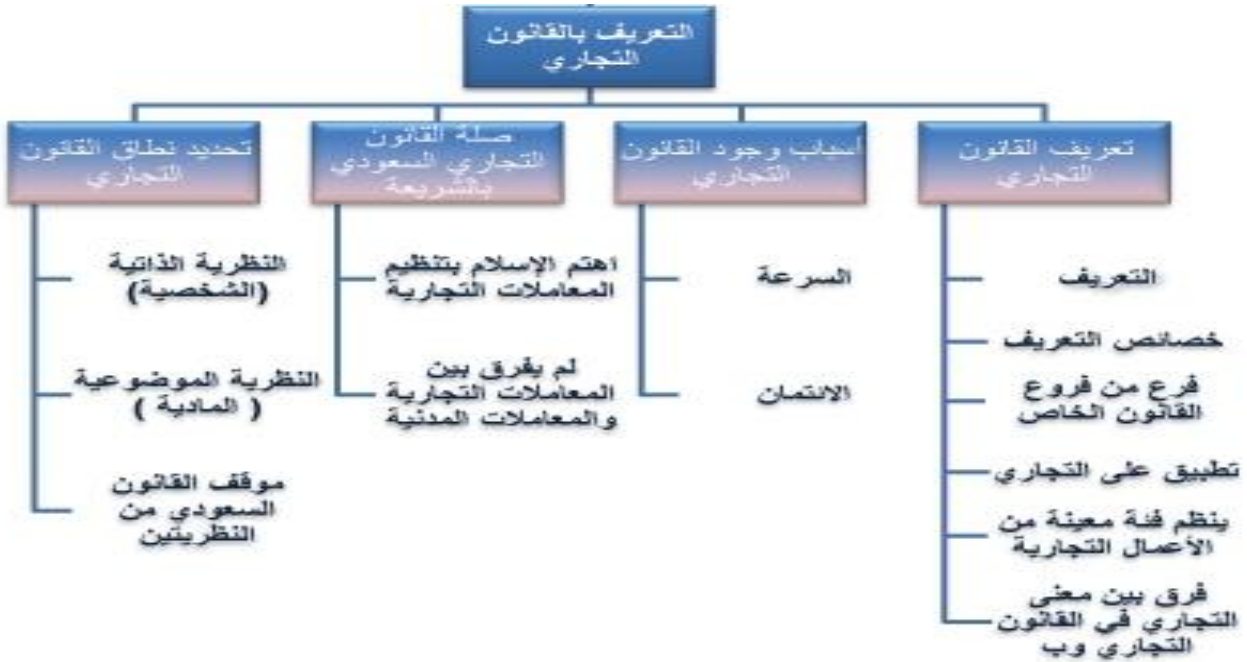 التعريف بالقانون
التجاري
تعريف القانون
التجاري
التعريف
خصائص التعريف
فرع من فروع
القانون الخاص
تطبيق على التجاري
ينظم فئة معينة من
الأعمال التجارية
فرق بين معنى
التجاري في القانون
التجاري وب
أسباب وجود القانون
التجاري
السرعة
الائتمان
صلة القانون
التجاري السعودي
بالشريعة
اهتم الإسلام بتنظيم
المعاملات التجارية
لم يفرق بين
المعاملات التجارية
والمعاملات المدنية
تحديد نطاق القانون
التجاري
النظرية الذاتية
(الشخصية)
النظرية الموضوعية
( المادية )
موقف القانون
السعودي من
النظريتين